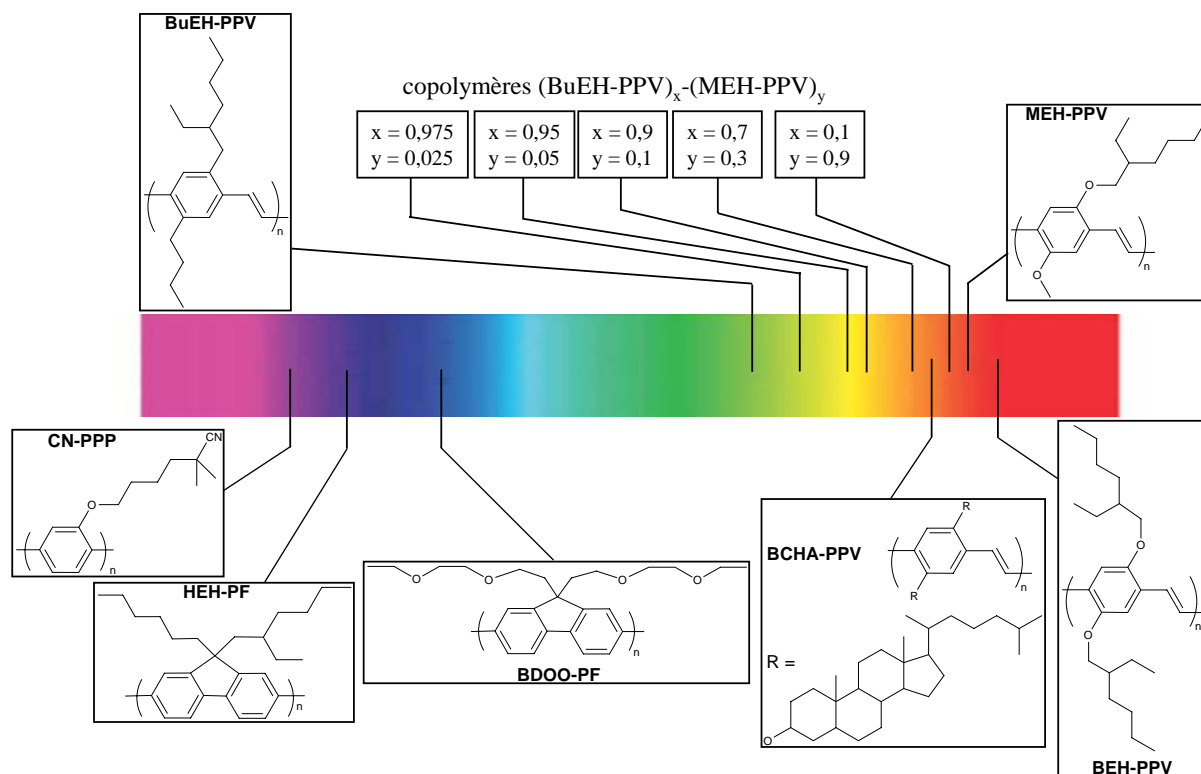 BuEH-PPV
n
copolymères (BuEH-PPV)x-(MEH-PPV)y
x = 0,975
y = 0,025
x = 0,95
y = 0,05
x = 0,9
y = 0,1
x = 0,7
y = 0,3
x = 0,1
y = 0,9
MEH-PPV
O
O
n
CN-PPP
CN
O
n
HEH-PF
n
O
O
O
O
n
BDOO-PF
BCHA-PPV
R
R
n
R =
O
O
O
n
BEH-PPV